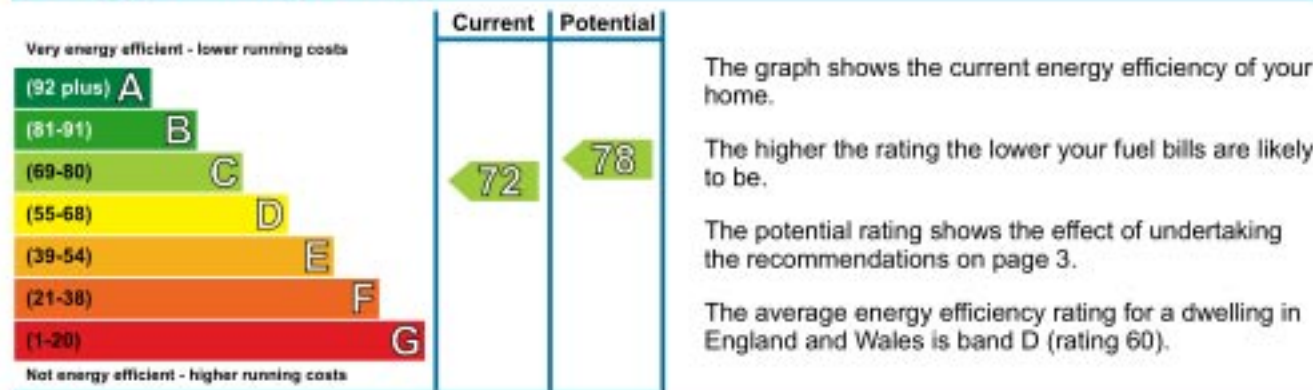 Current Potential
Very energy efficient - lower running costs
(92 plus) A
(81-91) B
(69-80) C
(55-68) D
(39-54) E
(21-38) F
(1-20) G
Not energy efficient - higher running costs
72
78
The graph shows the current energy efficiency of your
home.
The higher the rating the lower your fuel bills are likely
to be.
The potential rating shows the effect of undertaking
the recommendations on page 3.
The average energy efficiency rating for a dwelling in
England and Wales is band D (rating 60).